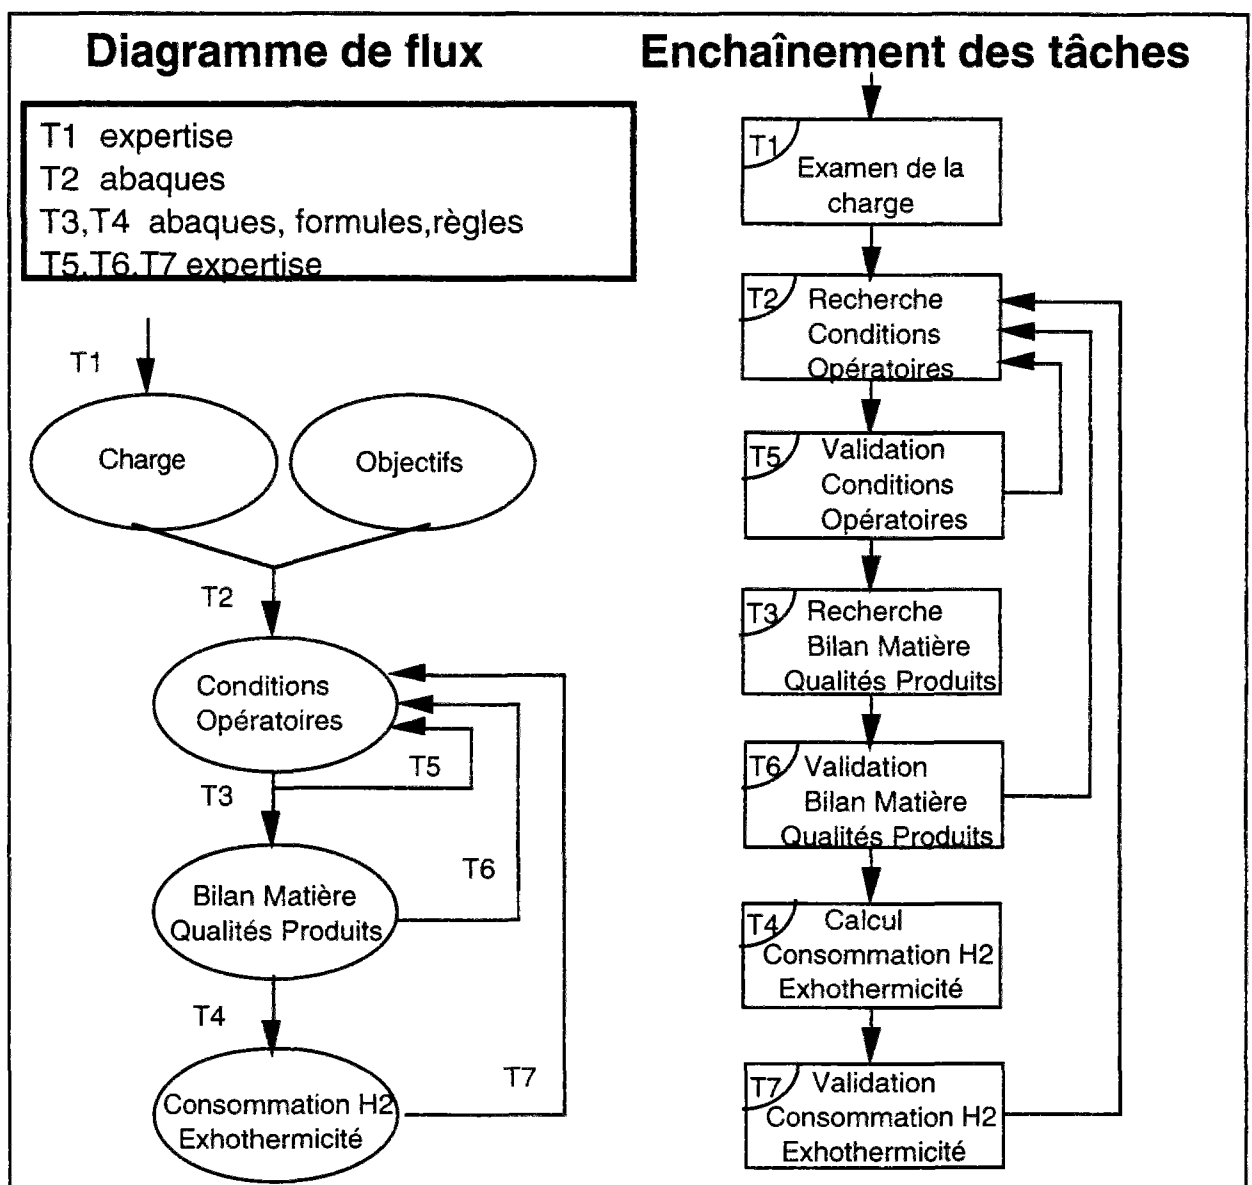 Diagramme de flux
T1 expertise
T2 abaques
T3,T4 abaques, formules,règles
T5,T6,T7 expertise
T1
Charge
Objectifs
T2
Conditions
Opératoires
T5
T3
T6
Bilan Matière
Qualités Produits
T4
T7
Consommation H2
Exhothermicité
Enchaînement des tâches
T1
Examen de la
charge
T2
Recherche
Conditions
Opératoires
T5
Validation
Conditions
Opératoires
T3
Recherche
Bilan Matière
Qualités Produits
T6
Validation
Bilan Matière
Qualités Produits
T4
Calcul
Consommation H2
Exhothermicité
T7
Validation
Consommation H2
Exhothermicité